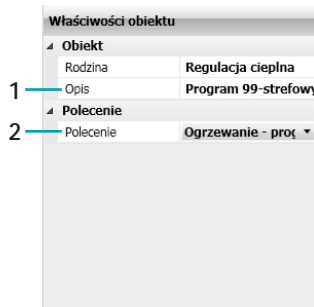 Właściwości obiektu
Obiekt
Rodzina Regulacja cieplna
1 Opis Program 99-strefowy
Polecenie
2 Polecenie Ogrzewanie - prog